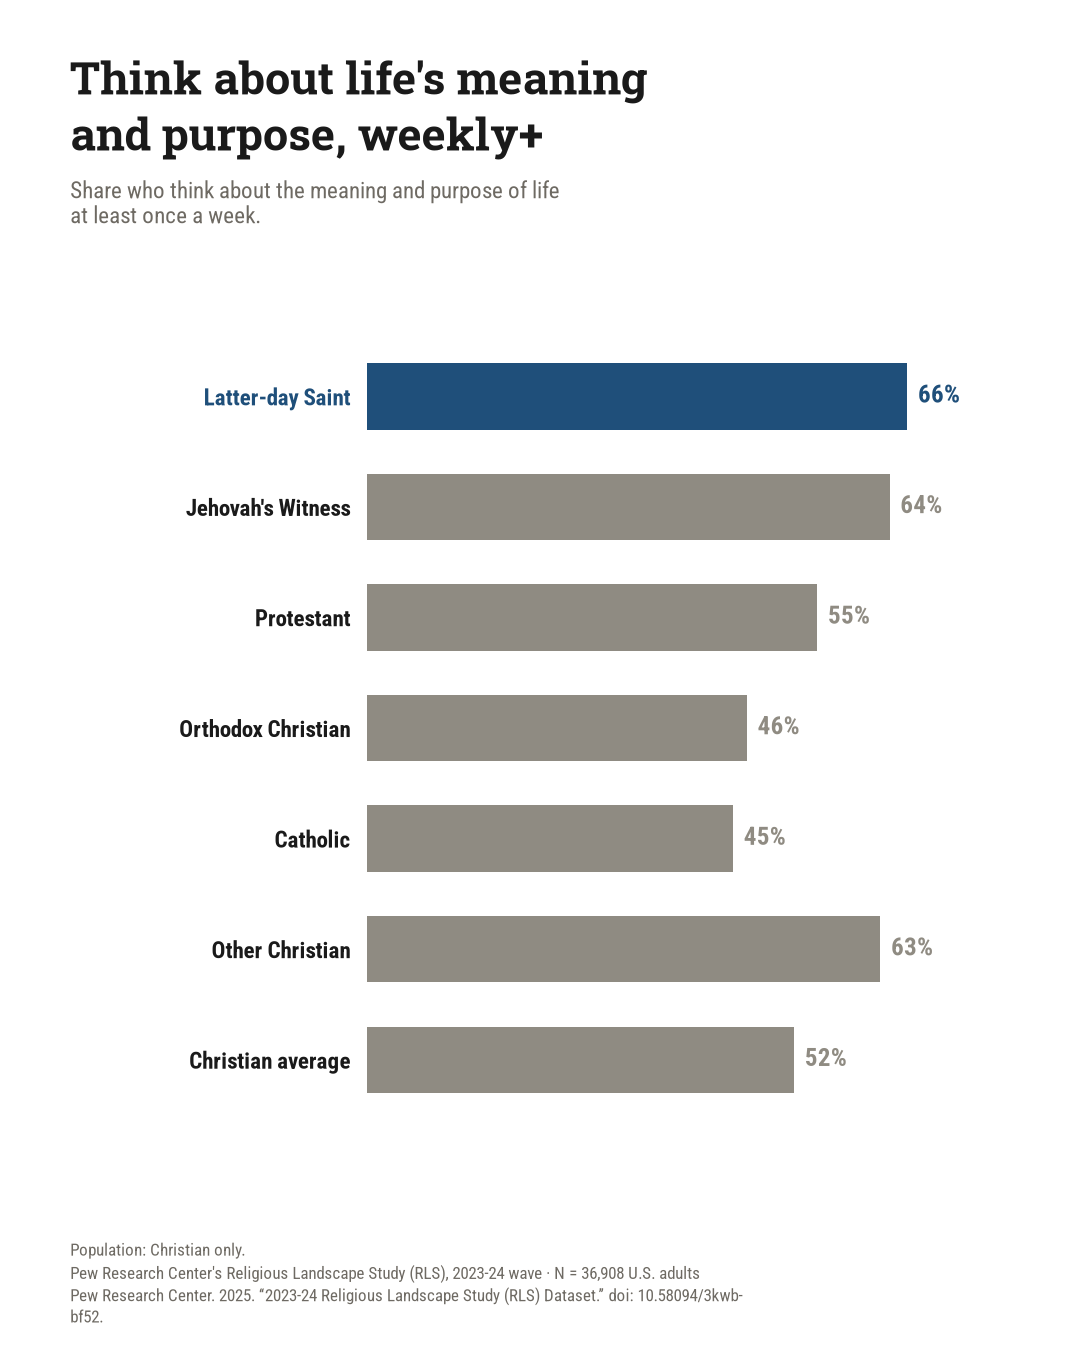 Think about life's meaning
and purpose, weekly+
Share who think about the meaning and purpose of life
at least once a week.
Latter-day Saint 66%
Jehovah's Witness 64%
Protestant 55%
Orthodox Christian 46%
Catholic 45%
Other Christian 63%
Christian average 52%
Population: Christian only.
Pew Research Center's Religious Landscape Study (RLS), 2023-24 wave · N = 36,908 U.S. adults
Pew Research Center. 2025. “2023-24 Religious Landscape Study (RLS) Dataset.” doi: 10.58094/3kwb-
bf52.